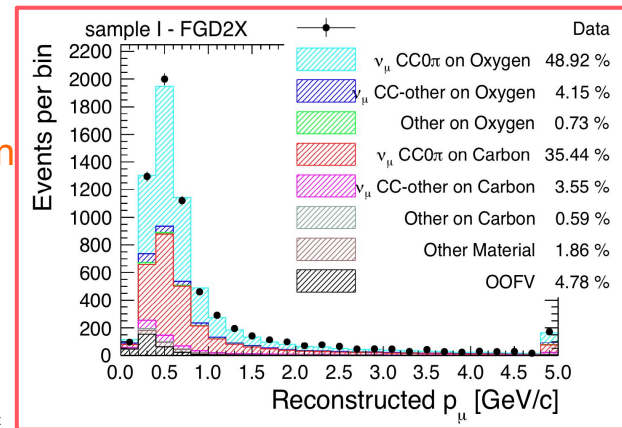 sample I - FGD2X
Data
ν_μ CC0π on Oxygen 48.92 %
ν_μ CC-other on Oxygen 4.15 %
Other on Oxygen 0.73 %
ν_μ CC0π on Carbon 35.44 %
ν_μ CC-other on Carbon 3.55 %
Other on Carbon 0.59 %
Other Material 1.86 %
OOFV 4.78 %
Events per bin
2200
2000
1800
1600
1400
1200
1000
800
600
400
200
0
0.0 0.5 1.0 1.5 2.0 2.5 3.0 3.5 4.0 4.5 5.0
Reconstructed p_μ [GeV/c]
n